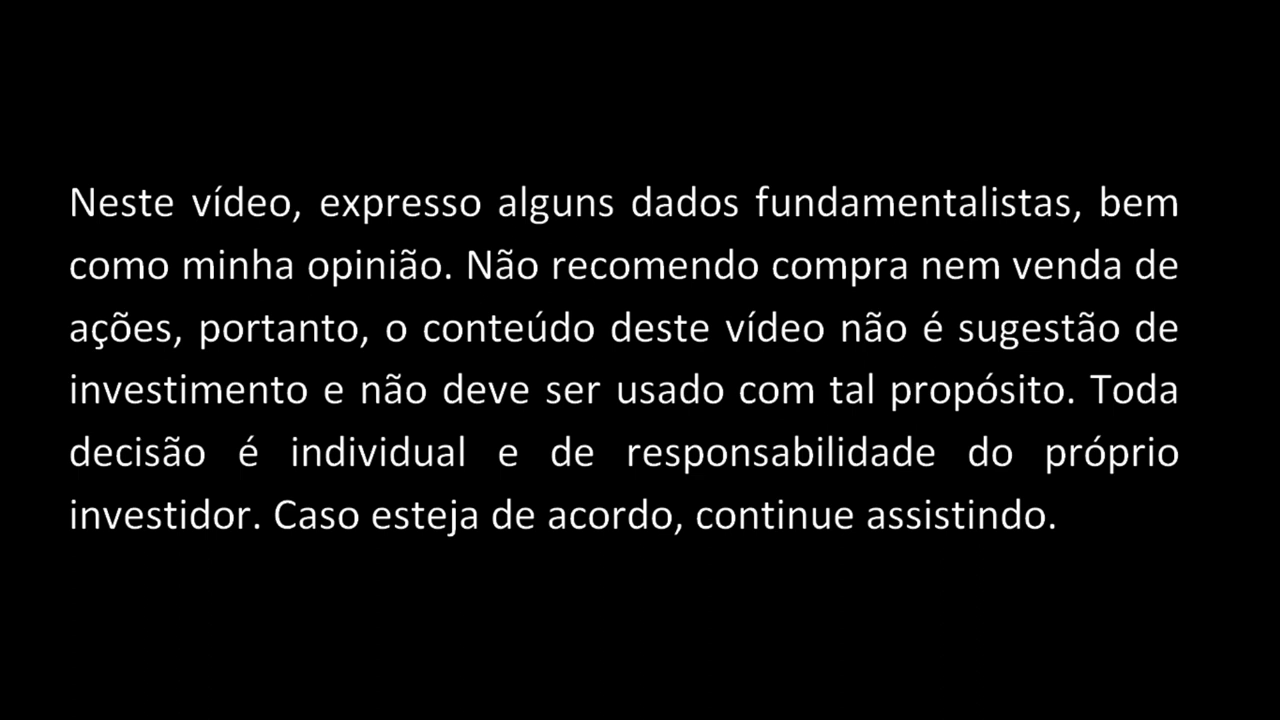 Neste vídeo, expresso alguns dados fundamentalistas, bem
como minha opinião. Não recomendo compra nem venda de
ações, portanto, o conteúdo deste vídeo não é sugestão de
investimento e não deve ser usado com tal propósito. Toda
decisão é individual e de responsabilidade do próprio
investidor. Caso esteja de acordo, continue assistindo.